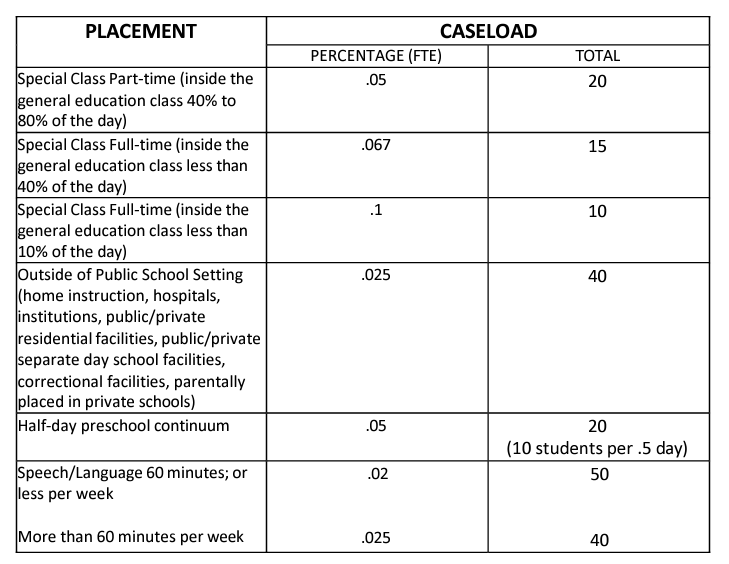 PLACEMENT
CASELOAD
PERCENTAGE (FTE)
TOTAL
Special Class Part-time (inside the
general education class 40% to
80% of the day)
.05
20
Special Class Full-time (inside the
general education class less than
40% of the day)
.067
15
Special Class Full-time (inside the
general education class less than
10% of the day)
.1
10
Outside of Public School Setting
(home instruction, hospitals,
institutions, public/private
residential facilities, public/private
separate day school facilities,
correctional facilities, parentally
placed in private schools)
.025
40
Half-day preschool continuum
.05
20
(10 students per .5 day)
Speech/Language 60 minutes; or
less per week
.02
50
More than 60 minutes per week
.025
40